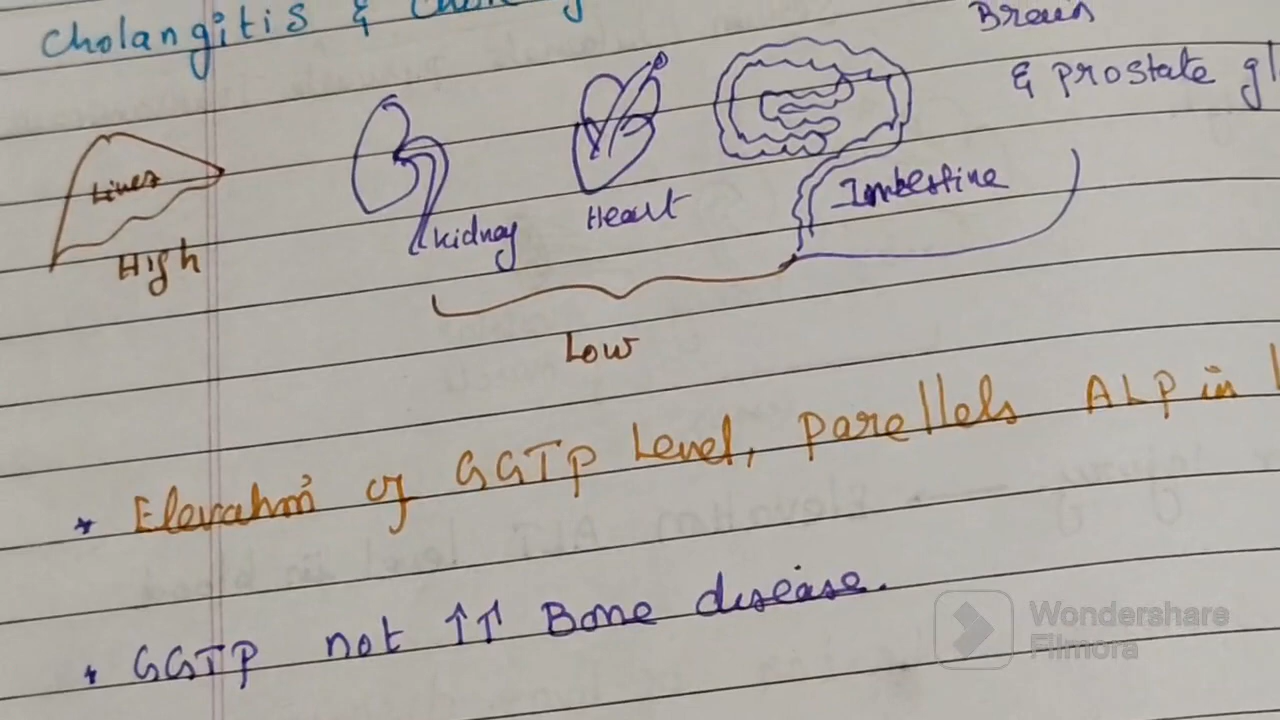 Cholangitis &
Brain
& prostate gl
Liver
High
kidney
Heart
Intestine
Low
* Elevation of GGTP Level, parellels ALP in
* GGTP not ↑↑ Bone disease.
Wondershare
Filmora